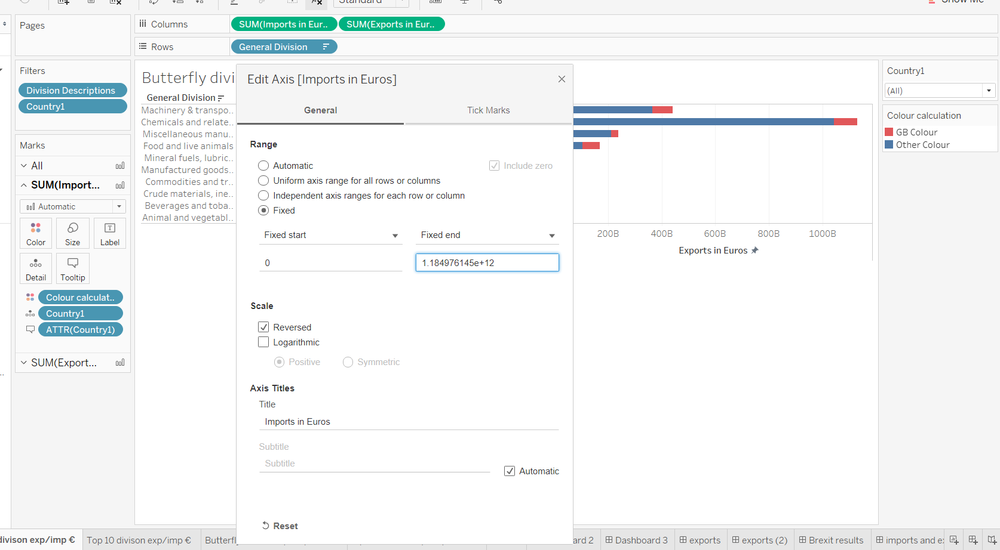 Standard
Show Me
Pages
Columns
SUM(Imports in Eur..
SUM(Exports in Eur..
Rows
General Division
Filters
Division Descriptions
Country1
Marks
All
SUM(Import...
Automatic
Color
Size
Label
Detail
Tooltip
Colour calculat..
Country1
ATTR(Country1)
SUM(Export...
Butterfly divi
General Division
Machinery & transpo..
Chemicals and relate..
Miscellaneous manu..
Food and live animals
Mineral fuels, lubric..
Manufactured goods..
Commodities and tr..
Crude materials, ine..
Beverages and toba..
Animal and vegetabl..
Edit Axis [Imports in Euros]
General
Tick Marks
Range
Automatic
Include zero
Uniform axis range for all rows or columns
Independent axis ranges for each row or column
Fixed
Fixed start
Fixed end
0
1.184976145e+12
Scale
Reversed
Logarithmic
Positive
Symmetric
Axis Titles
Title
Imports in Euros
Subtitle
Subtitle
Automatic
Reset
200B
400B
600B
800B
1000B
Exports in Euros
Country1
(All)
Colour calculation
GB Colour
Other Colour
divison exp/imp €
Top 10 divison exp/imp €
Butterfl
ard 2
Dashboard 3
exports
exports (2)
Brexit results
imports and e